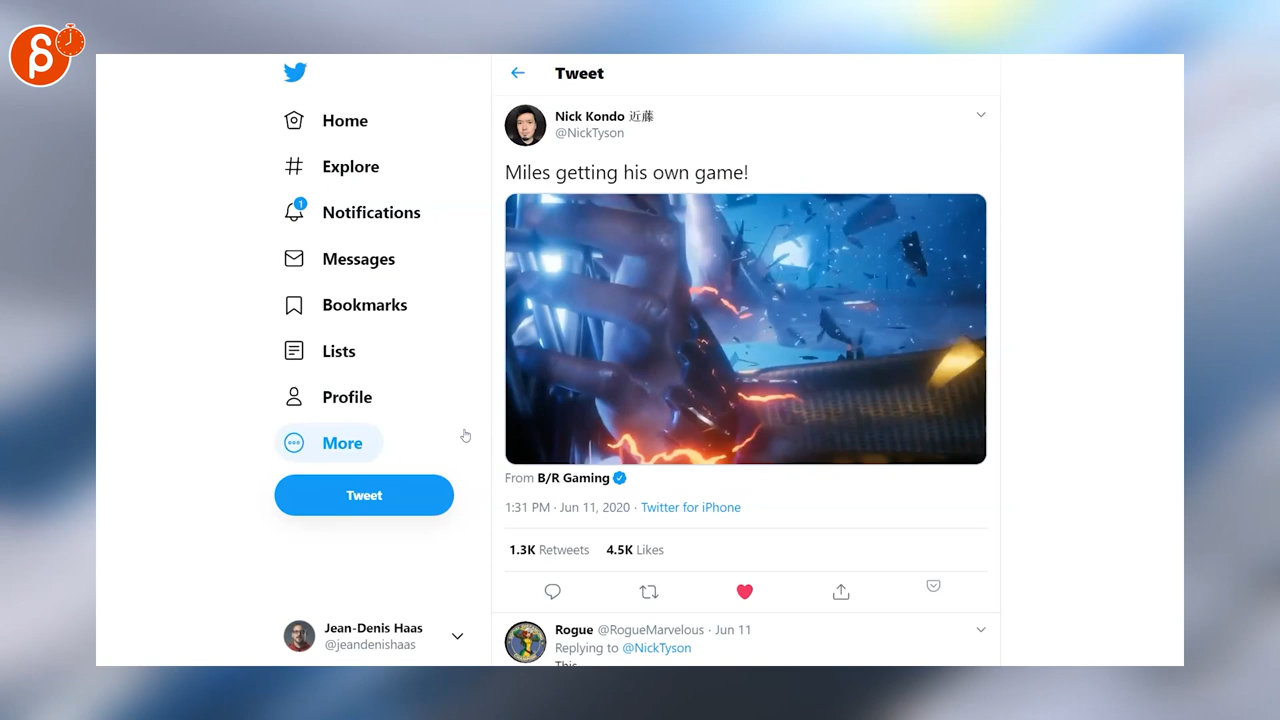 Home
Explore
1
Notifications
Messages
Bookmarks
Lists
Profile
More
Tweet
Jean-Denis Haas
@jeandenishaas
Tweet
Nick Kondo 近藤
@NickTyson
Miles getting his own game!
From B/R Gaming
1:31 PM · Jun 11, 2020 · Twitter for iPhone
1.3K Retweets 4.5K Likes
Rogue @RogueMarvelous · Jun 11
Replying to @NickTyson
This